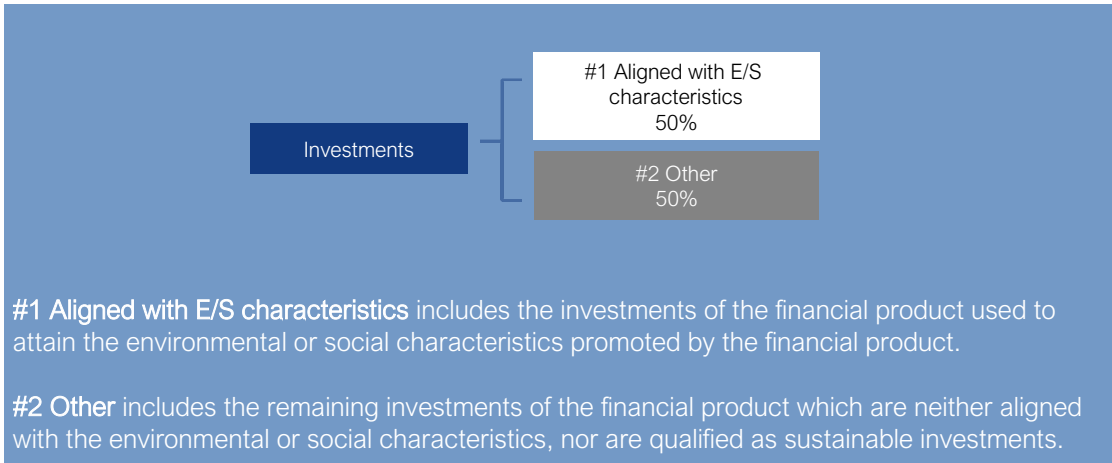 #1 Aligned with E/S
characteristics
50%
Investments
#2 Other
50%
#1 Aligned with E/S characteristics includes the investments of the financial product used to
attain the environmental or social characteristics promoted by the financial product.
#2 Other includes the remaining investments of the financial product which are neither aligned
with the environmental or social characteristics, nor are qualified as sustainable investments.